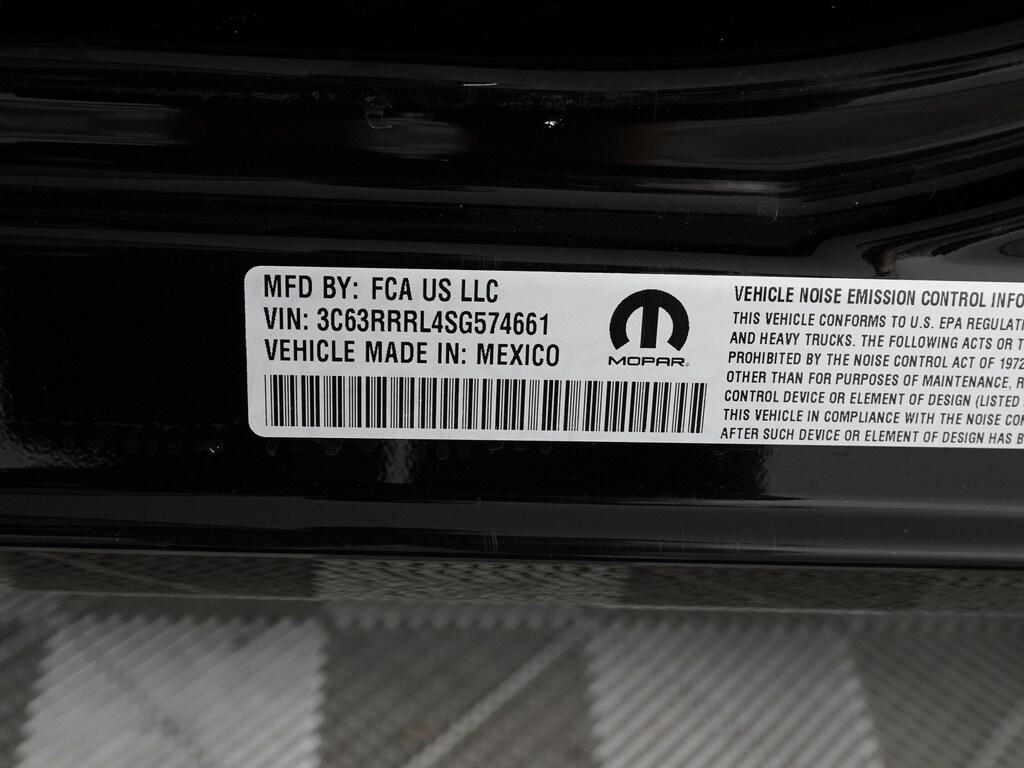 MFD BY: FCA US LLC
VIN: 3C63RRRL4SG574661
VEHICLE MADE IN: MEXICO
MOPAR
VEHICLE NOISE EMISSION CONTROL INFO
THIS VEHICLE CONFORMS TO U.S. EPA
AND HEAVY TRUCKS. THE FOLLOWING ACTS OR
PROHIBITED BY THE NOISE CONTROL ACT OF 1972
OTHER THAN FOR PURPOSES OF MAINTENANCE,
CONTROL DEVICE OR ELEMENT OF DESIGN (LISTED
THIS VEHICLE IN COMPLIANCE WITH THE NOISE
AFTER SUCH DEVICE OR ELEMENT OF DESIGN HAS